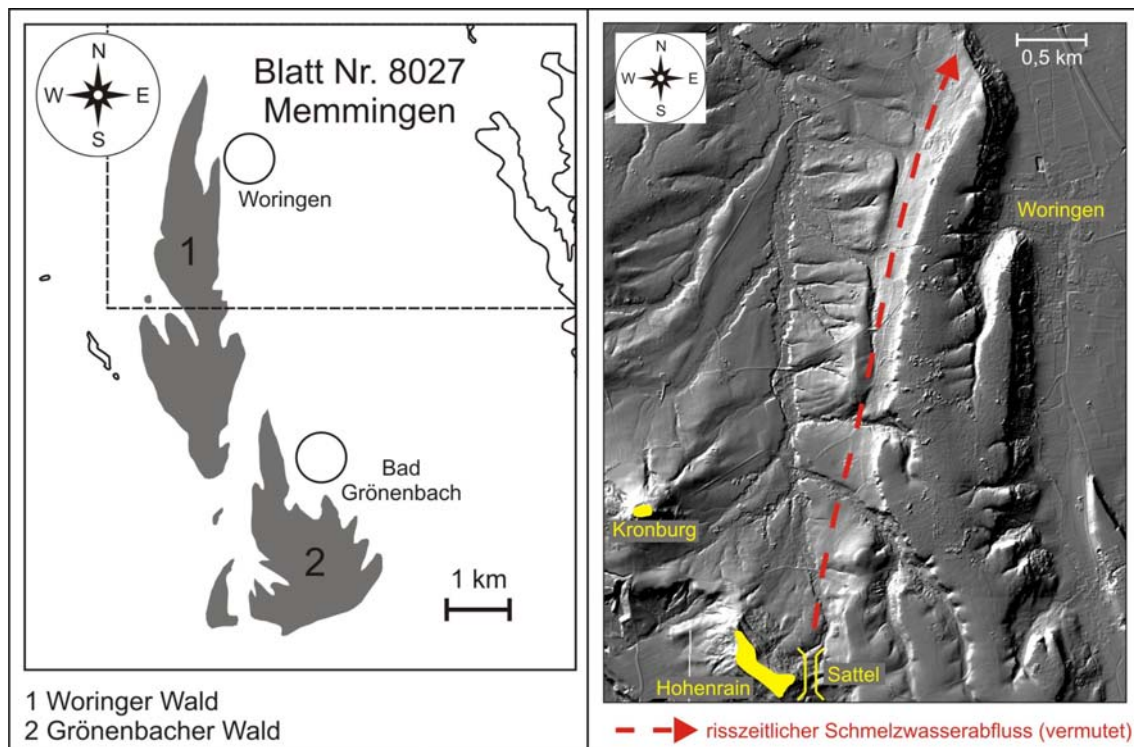 N
W E
S
Blatt Nr. 8027
Memmingen
Woringen
1
Bad
Grönenbach
2
1 km
1 Woringer Wald
2 Grönenbacher Wald
N
W E
S
0,5 km
Woringen
Kronburg
Hohenrain
Sattel
risszeitlicher Schmelzwasserabfluss (vermutet)